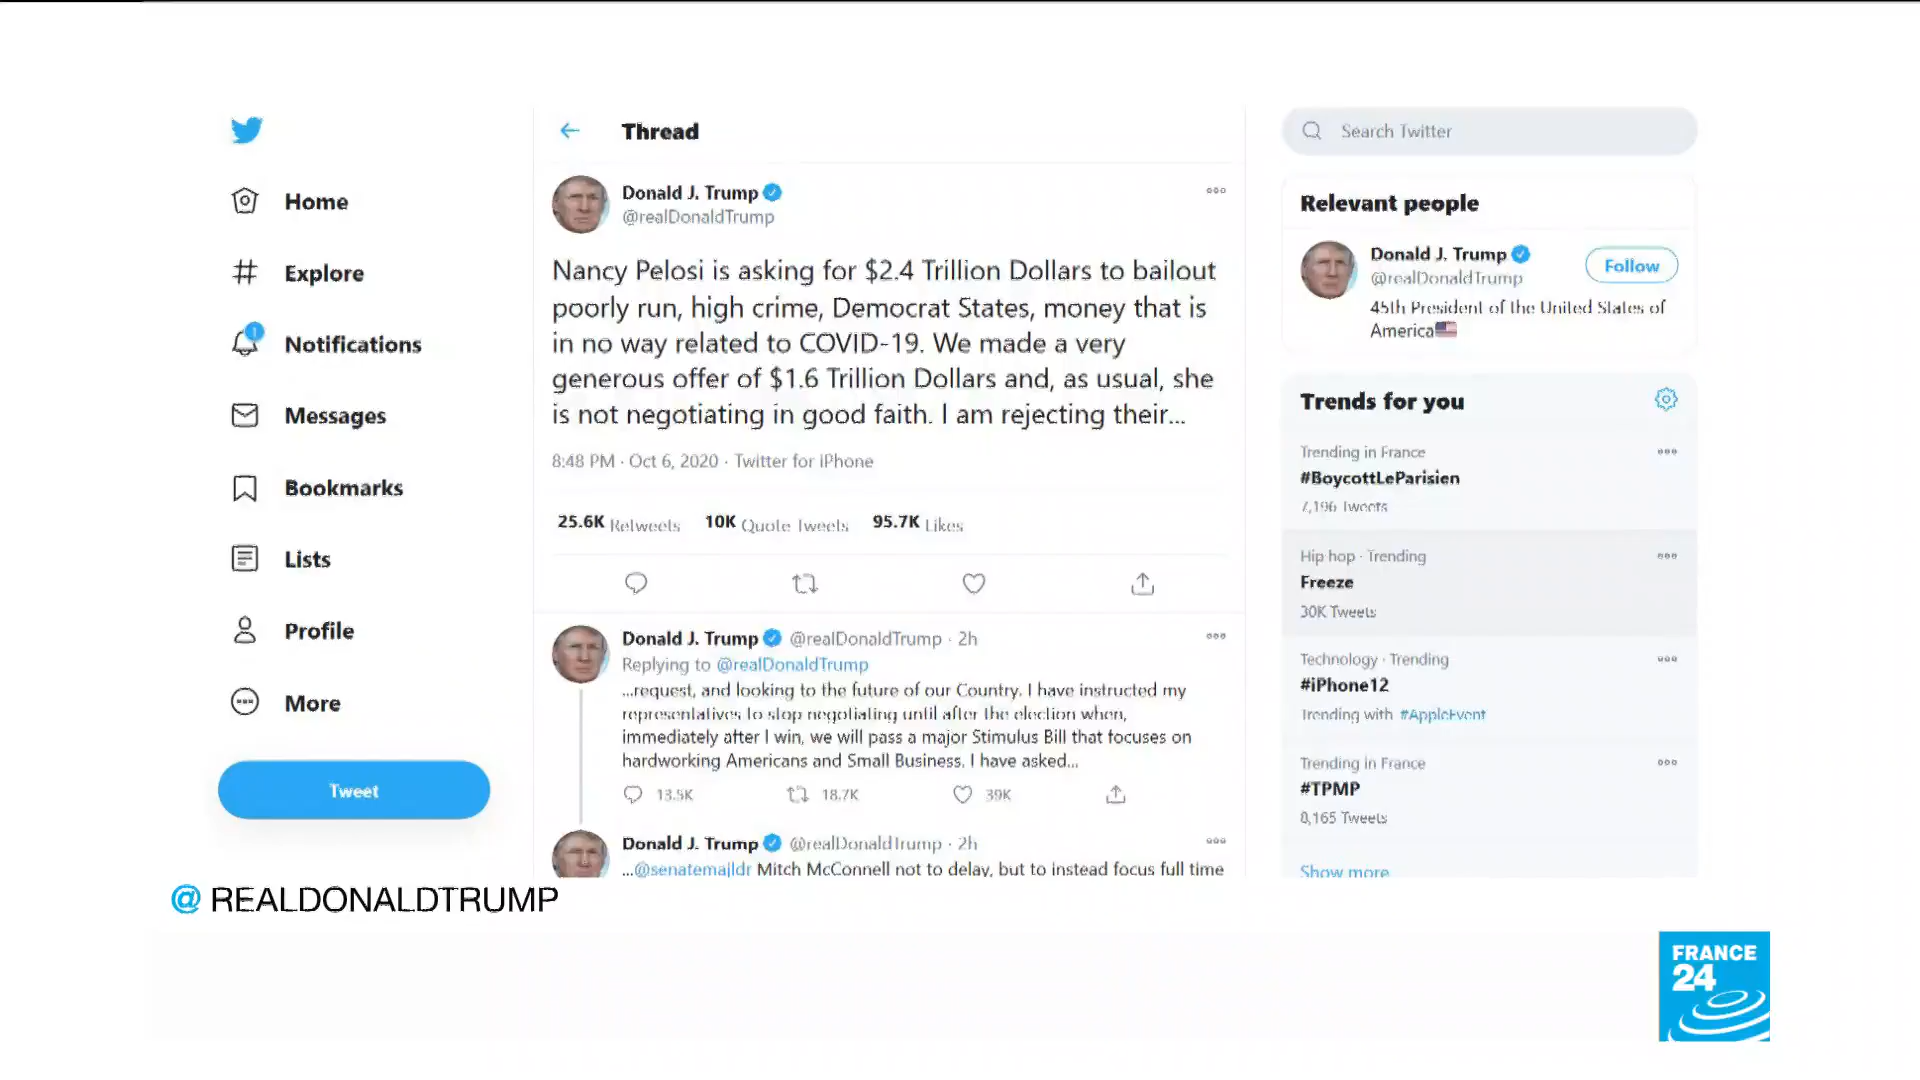 Thread
Search Twitter
Home
Explore
1
Notifications
Messages
Bookmarks
Lists
Profile
More
Tweet
Donald J. Trump
@realDonaldTrump
Nancy Pelosi is asking for $2.4 Trillion Dollars to bailout
poorly run, high crime, Democrat States, money that is
in no way related to COVID-19. We made a very
generous offer of $1.6 Trillion Dollars and, as usual, she
is not negotiating in good faith. I am rejecting their...
8:48 PM · Oct 6, 2020 · Twitter for iPhone
25.6K Retweets 10K Quote Tweets 95.7K Likes
Donald J. Trump @realDonaldTrump · 2h
Replying to @realDonaldTrump
...request, and looking to the future of our Country. I have instructed my
representatives to stop negotiating until after the election when,
immediately after I win, we will pass a major Stimulus Bill that focuses on
hardworking Americans and Small Business. I have asked...
13.5K 18.7K 39K
Donald J. Trump @realDonaldTrump · 2h
...@senatemajldr Mitch McConnell not to delay, but to instead focus full time
Relevant people
Donald J. Trump
@realDonaldTrump
Follow
45th President of the United States of
America
Trends for you
Trending in France
#BoycottLeParisien
7,196 Tweets
Hip hop · Trending
Freeze
30K Tweets
Technology · Trending
#iPhone12
Trending with #AppleEvent
Trending in France
#TPMP
8,165 Tweets
Show more
@ REALDONALDTRUMP
FRANCE
24